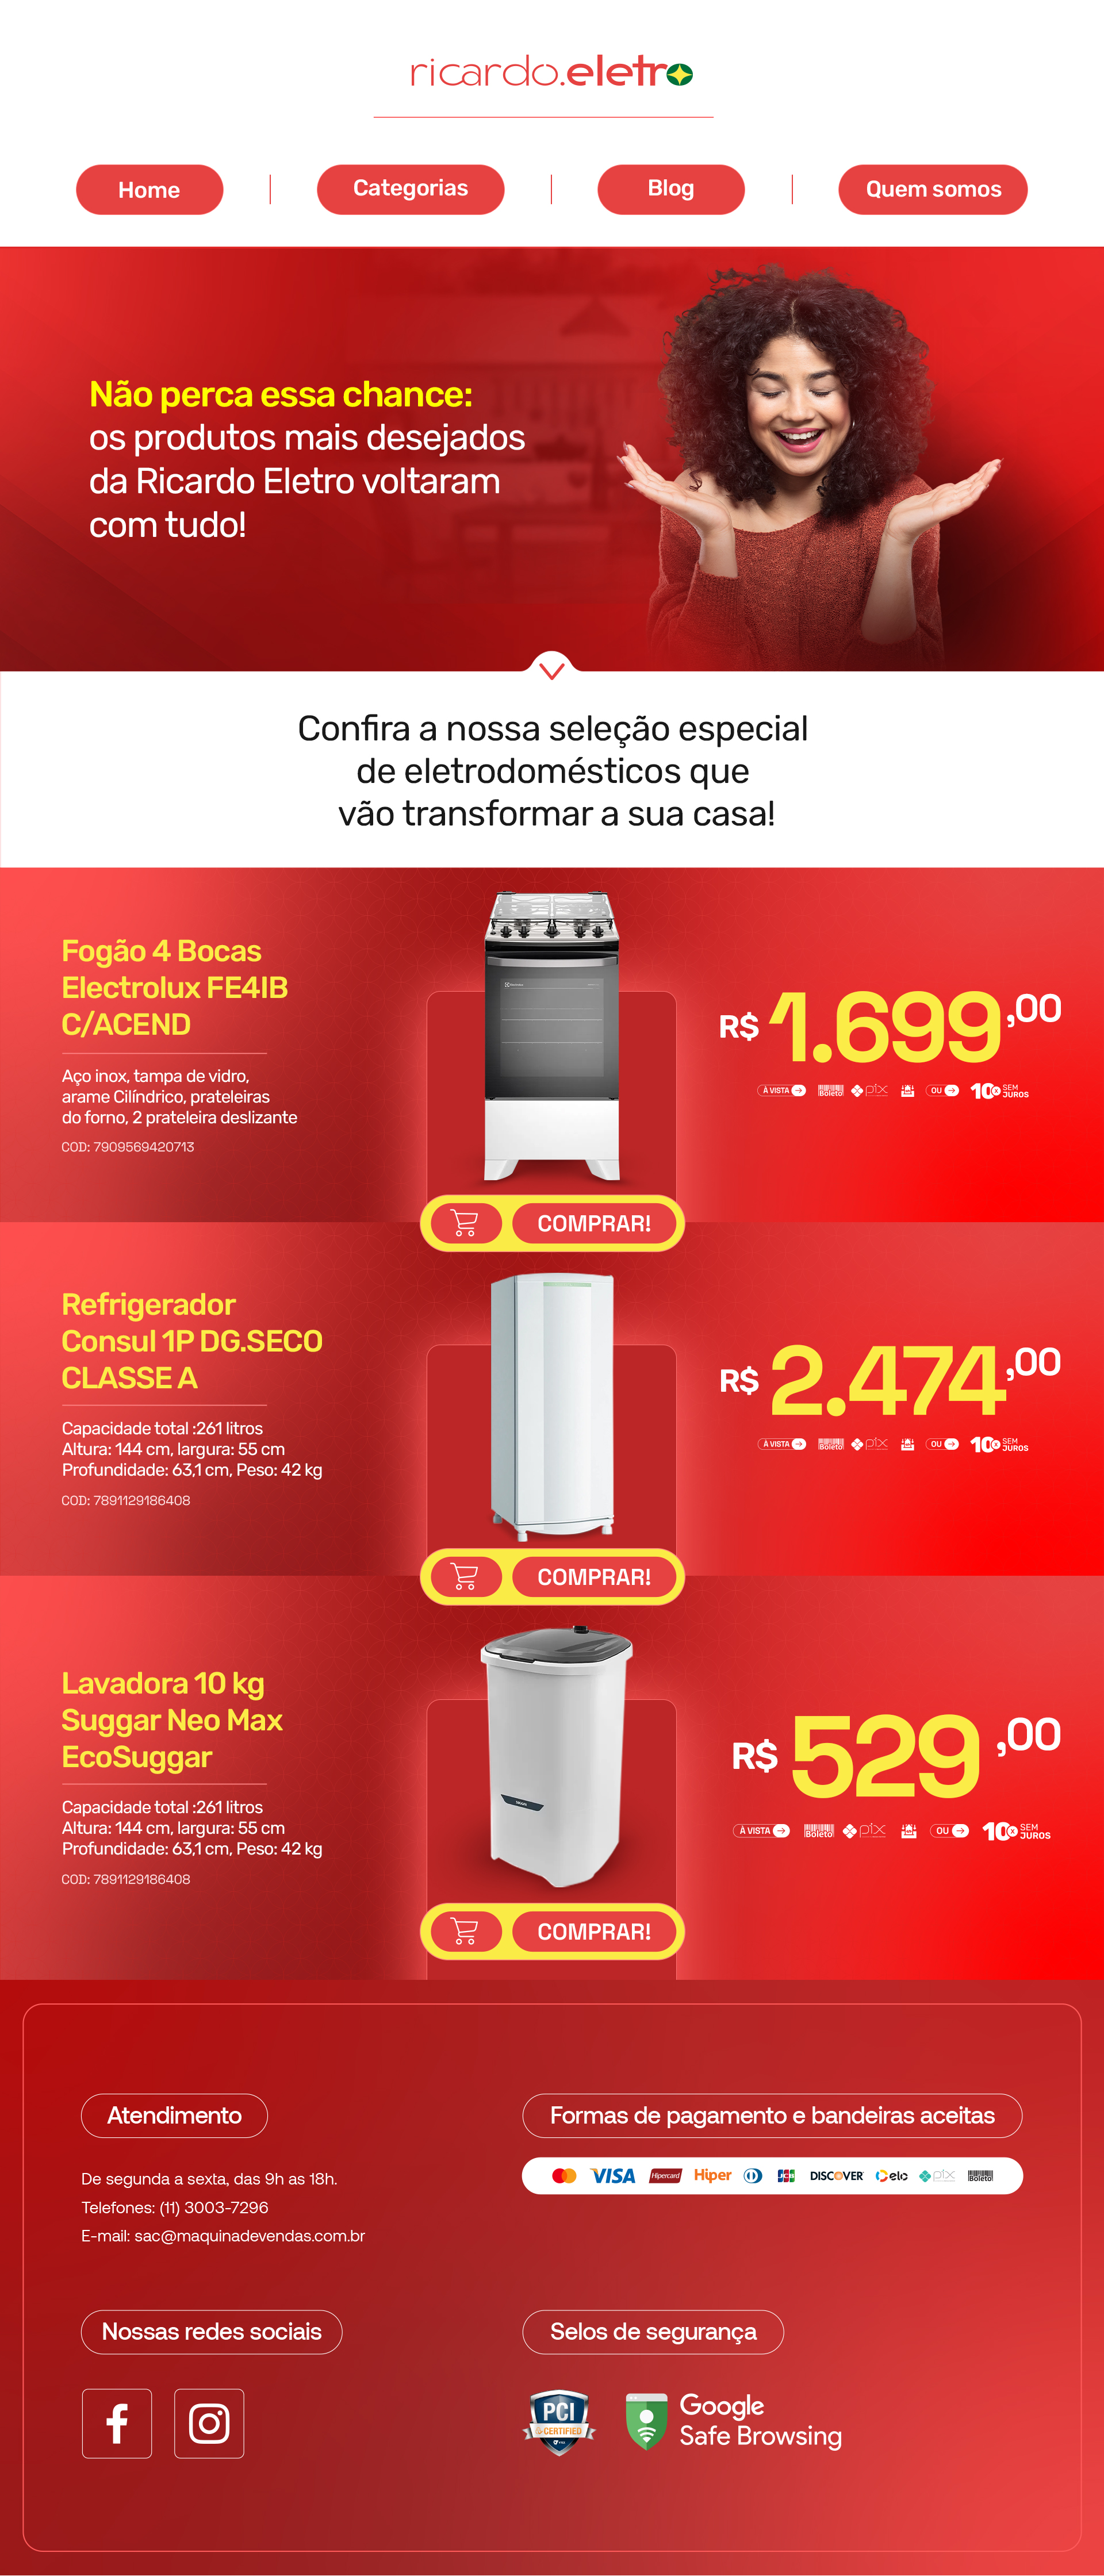 ricardo.eletro
Home
Categorias
Blog
Quem somos
Não perca essa chance:
os produtos mais desejados
da Ricardo Eletro voltaram
com tudo!
Confira a nossa seleção especial
de eletrodomésticos que
vão transformar a sua casa!
Fogão 4 Bocas
Electrolux FE4IB
C/ACEND
Aço inox, tampa de vidro,
arame Cilíndrico, prateleiras
do forno, 2 prateleira deslizante
COD: 7909569420713
Electrolux
R$ 1.699,00
À VISTA Boleto pix OU 10x SEM JUROS
COMPRAR!
Refrigerador
Consul 1P DG.SECO
CLASSE A
Capacidade total :261 litros
Altura: 144 cm, largura: 55 cm
Profundidade: 63,1 cm, Peso: 42 kg
COD: 7891129186408
R$ 2.474,00
À VISTA Boleto pix OU 10x SEM JUROS
COMPRAR!
Lavadora 10 kg
Suggar Neo Max
EcoSuggar
Capacidade total :261 litros
Altura: 144 cm, largura: 55 cm
Profundidade: 63,1 cm, Peso: 42 kg
COD: 7891129186408
R$ 529,00
À VISTA Boleto pix OU 10x SEM JUROS
COMPRAR!
Atendimento
De segunda a sexta, das 9h as 18h.
Telefones: (11) 3003-7296
E-mail: sac@maquinadevendas.com.br
Formas de pagamento e bandeiras aceitas
VISA Hipercard Hiper JCB DISCOVER elo pix Boleto
Nossas redes sociais
Selos de segurança
PCI
CERTIFIED
Google
Safe Browsing